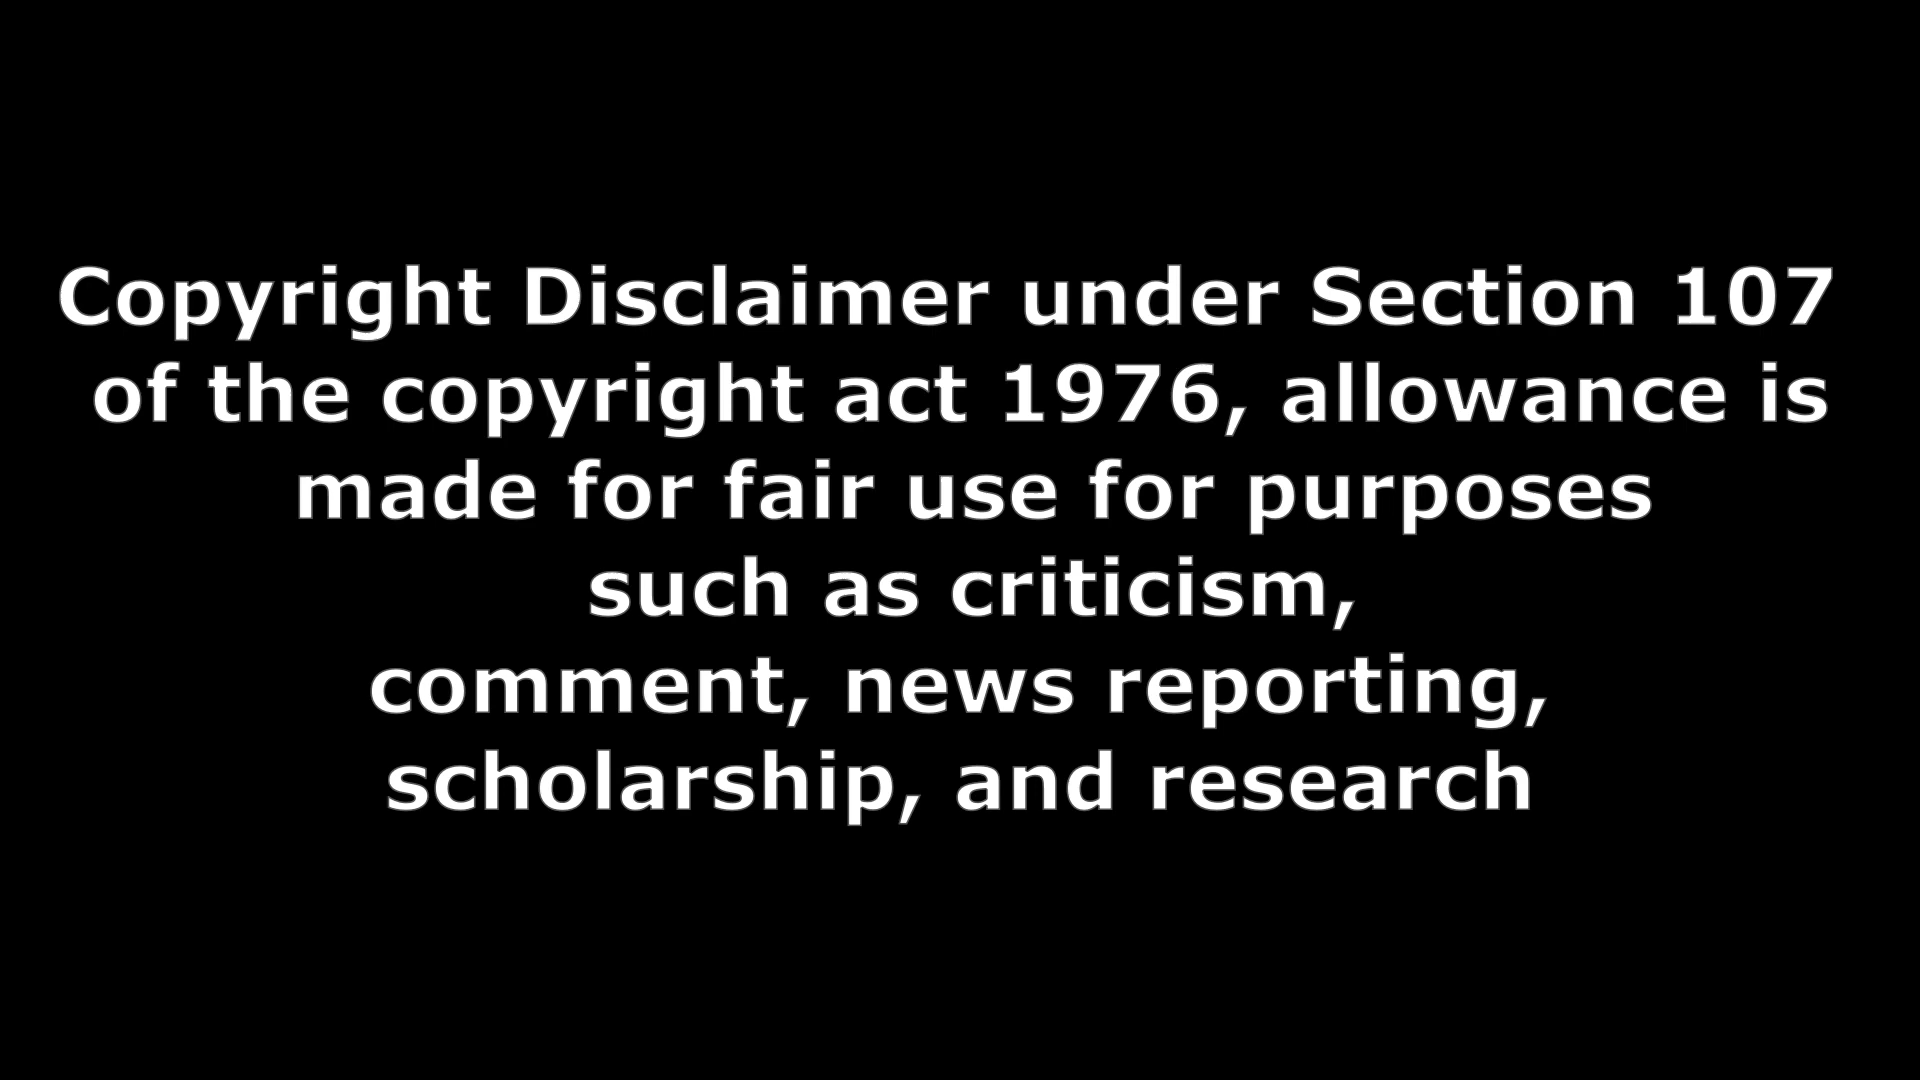 Copyright Disclaimer under Section 107
of the copyright act 1976, allowance is
made for fair use for purposes
such as criticism,
comment, news reporting,
scholarship, and research